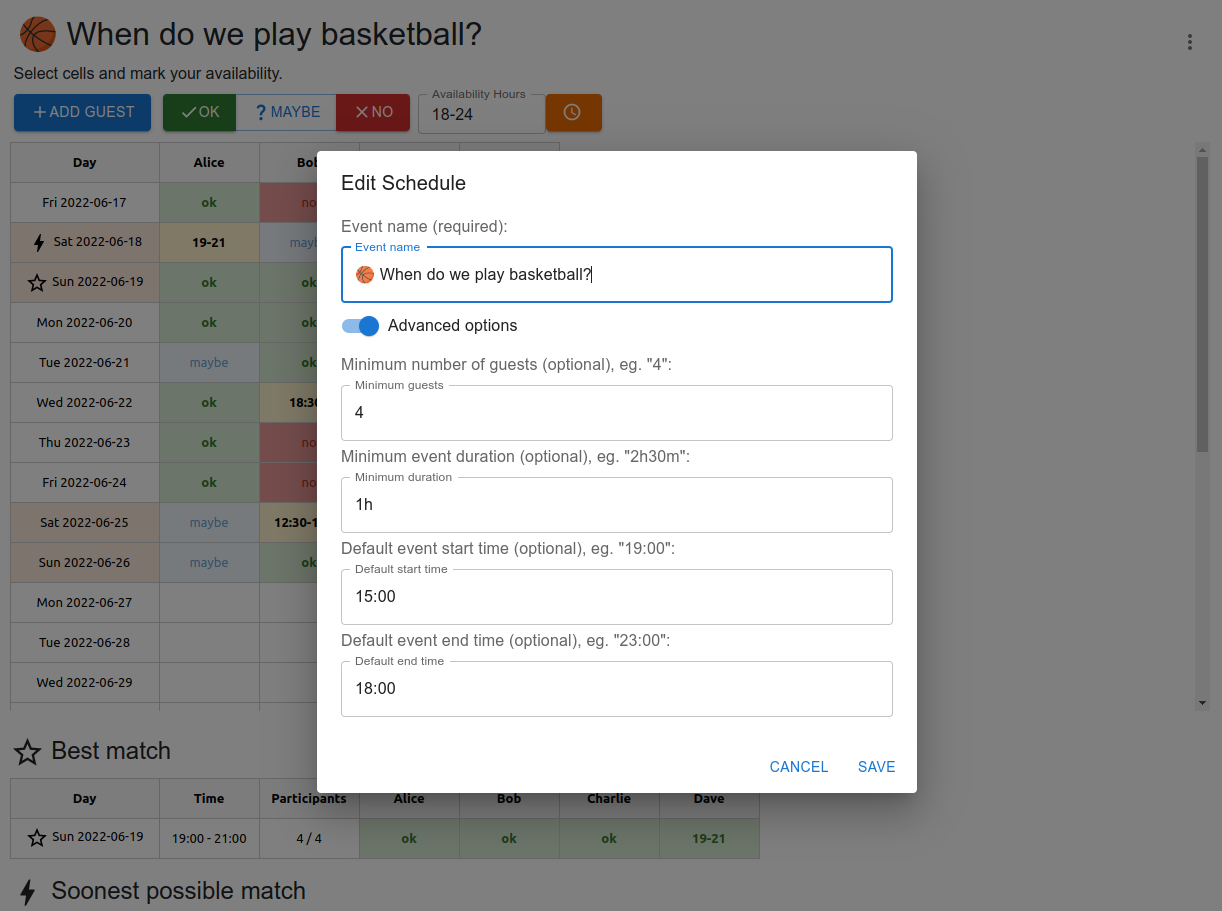 🏀 When do we play basketball?
Select cells and mark your availability.
+ ADD GUEST OK ? MAYBE NO Availability Hours 18-24
Day Alice Bob
Fri 2022-06-17 ok no
Sat 2022-06-18 19-21
Sun 2022-06-19 ok ok
Mon 2022-06-20 ok ok
Tue 2022-06-21 maybe ok
Wed 2022-06-22 ok
Thu 2022-06-23 ok no
Fri 2022-06-24 ok no
Sat 2022-06-25 maybe
Sun 2022-06-26 maybe ok
Mon 2022-06-27
Tue 2022-06-28
Wed 2022-06-29
Edit Schedule
Event name (required):
Event name
🏀 When do we play basketball?
Advanced options
Minimum number of guests (optional), eg. "4":
Minimum guests
4
Minimum event duration (optional), eg. "2h30m":
Minimum duration
1h
Default event start time (optional), eg. "19:00":
Default start time
15:00
Default event end time (optional), eg. "23:00":
Default end time
18:00
CANCEL SAVE
Best match
Day Time Participants Alice Bob Charlie Dave
Sun 2022-06-19 19:00 - 21:00 4 / 4 ok ok ok 19-21
Soonest possible match